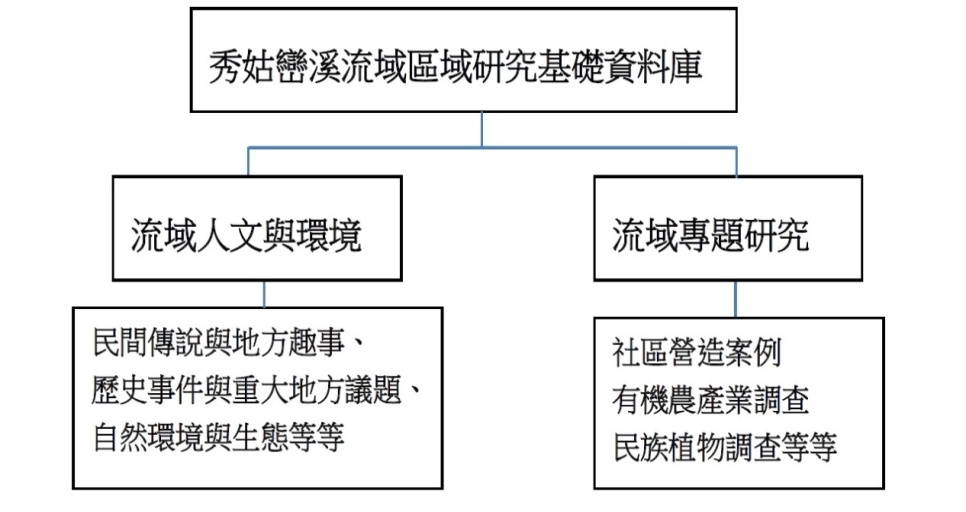 秀姑巒溪流域區域研究基礎資料庫
流域人文與環境
流域專題研究
民間傳說與地方趣事、
歷史事件與重大地方議題、
自然環境與生態等等
社區營造案例
有機農產業調查
民族植物調查等等